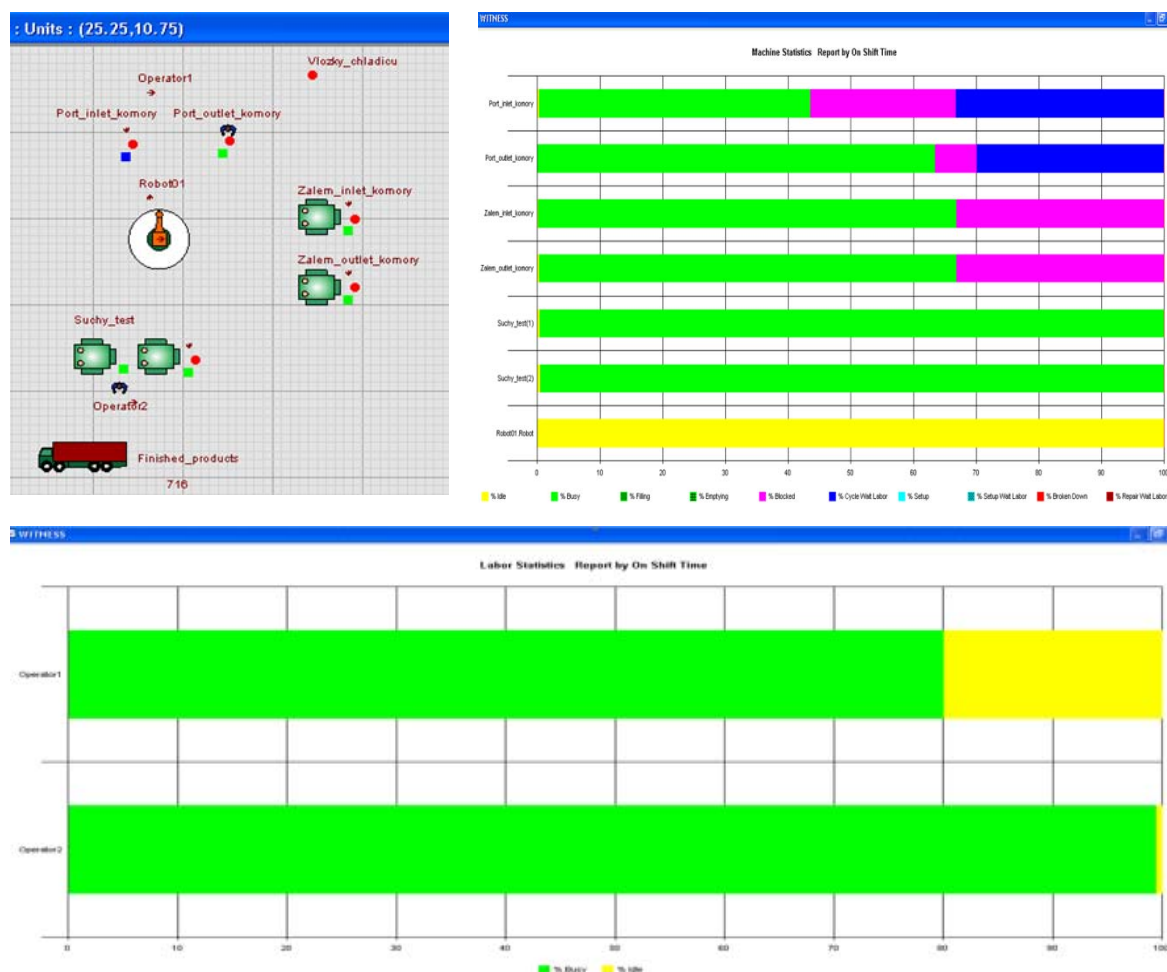 : Units : (25.25,10.75)
Vlozky_chladicu
Operator1
Port_inlet_komory Port_outlet_komory
Robot01
Zalem_inlet_komory
Zalem_outlet_komory
Suchy_test
Operator2
Finished_products
716
WITNESS
Machine Statistics Report by On Shift Time
Port_inlet_komory
Port_outlet_komory
Zalem_inlet_komory
Zalem_outlet_komory
Suchy_test(1)
Suchy_test(2)
Robot01.Robot
0 10 20 30 40 50 60 70 80 90 100
% Idle % Busy % Filling % Emptying % Blocked % Cycle Wait Labor % Setup % Setup Wait Labor % Broken Down % Repair Wait Labor
WITNESS
Labor Statistics Report by On Shift Time
Operator1
Operator2
0 10 20 30 40 50 60 70 80 90 100
% Busy % Idle